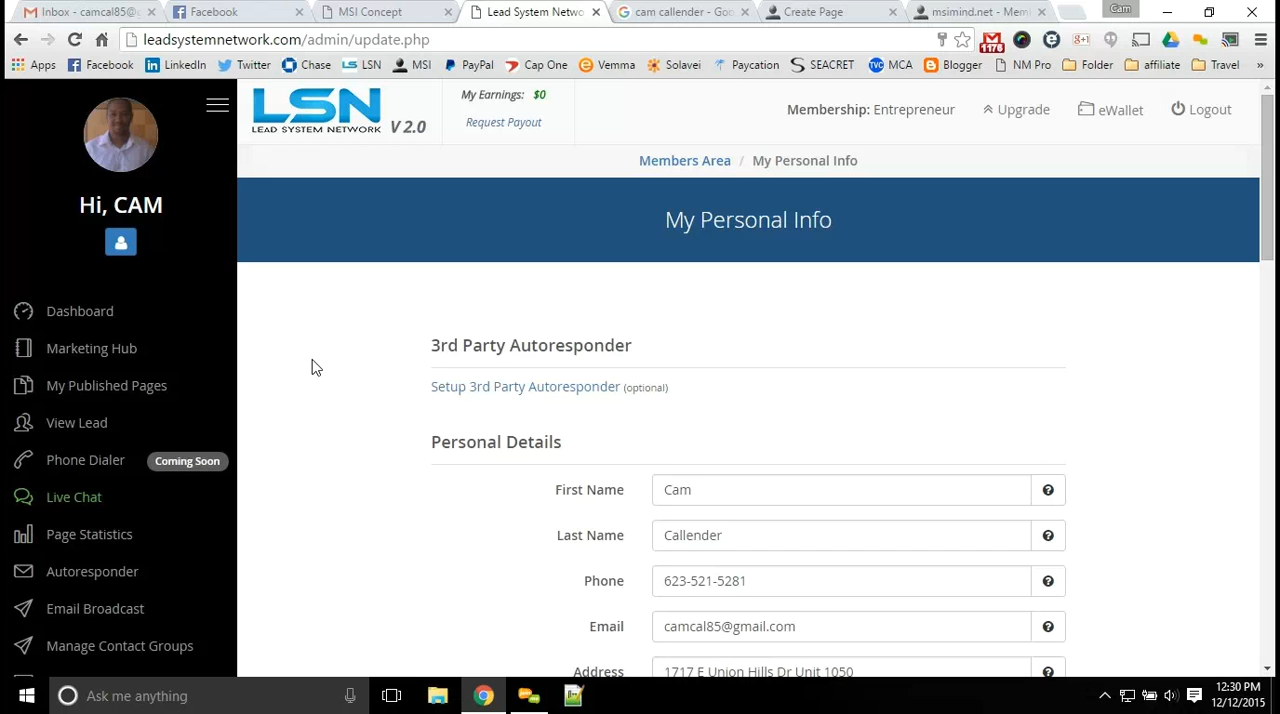 Inbox - camcal85@g
Facebook
MSI Concept
Lead System Netwo
cam callender - Goo
Create Page
msimind.net - Mem
Cam
leadsystemnetwork.com/admin/update.php
1176
Apps Facebook LinkedIn Twitter Chase LSN MSI PayPal Cap One Vemma Solavei Paycation SEACRET MCA Blogger NM Pro Folder affiliate Travel »
LSN
LEAD SYSTEM NETWORK
V 2.0
My Earnings: $0
Request Payout
Membership: Entrepreneur
Upgrade
eWallet
Logout
Members Area / My Personal Info
My Personal Info
Hi, CAM
Dashboard
Marketing Hub
My Published Pages
View Lead
Phone Dialer Coming Soon
Live Chat
Page Statistics
Autoresponder
Email Broadcast
Manage Contact Groups
3rd Party Autoresponder
Setup 3rd Party Autoresponder (optional)
Personal Details
First Name Cam
Last Name Callender
Phone 623-521-5281
Email camcal85@gmail.com
Address 1717 E Union Hills Dr Unit 1050
Ask me anything
12:30 PM
12/12/2015